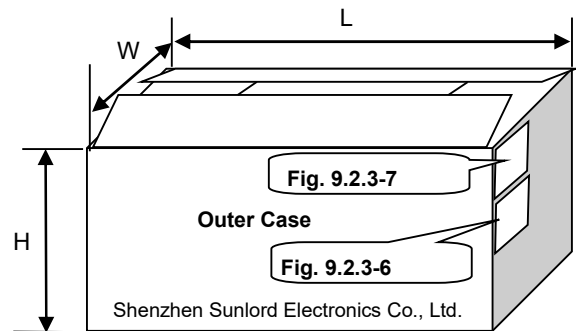 L
W
Fig. 9.2.3-7
Outer Case
H
Fig. 9.2.3-6
Shenzhen Sunlord Electronics Co., Ltd.